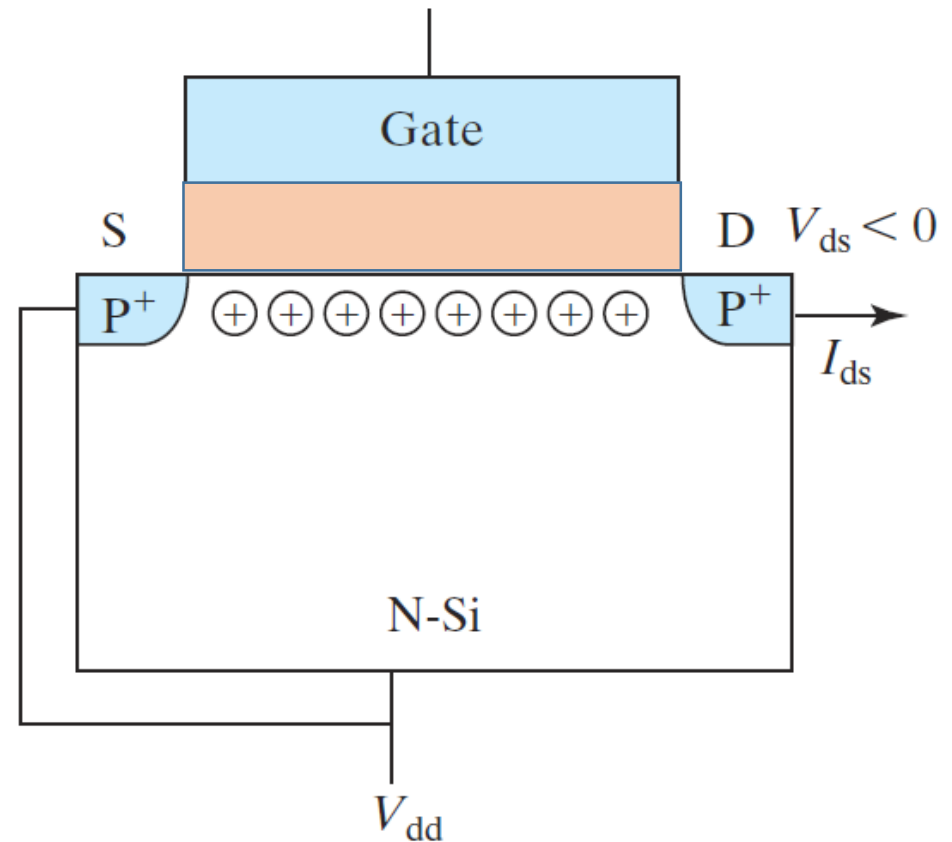 Gate
S
D V_ds < 0
P^+
+ + + + + + + +
P^+
I_ds
N-Si
V_dd